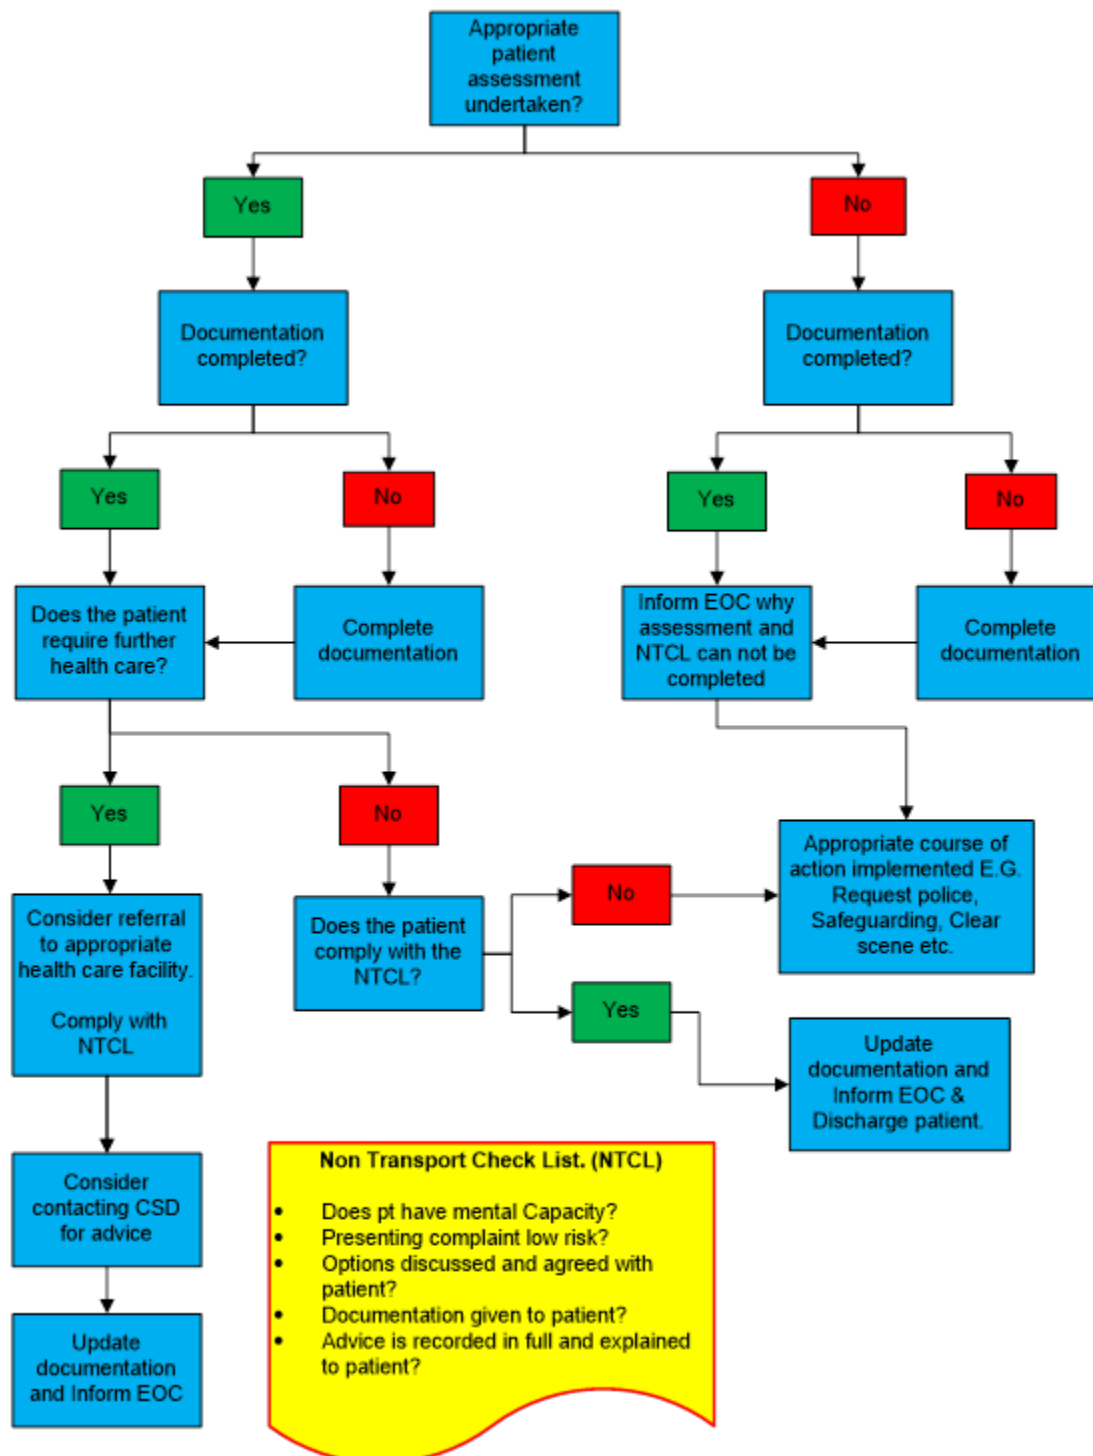 Appropriate
patient
assessment
undertaken?
Yes
No
Documentation
completed?
Documentation
completed?
Yes
No
Yes
No
Does the patient
require further
health care?
Complete
documentation
Inform EOC why
assessment and
NTCL can not be
completed
Complete
documentation
Yes
No
Consider referral
to appropriate
health care facility.
Comply with
NTCL
Does the patient
comply with the
NTCL?
No
Yes
Appropriate course of
action implemented E.G.
Request police,
Safeguarding, Clear
scene etc.
Update
documentation and
Inform EOC &
Discharge patient.
Consider
contacting CSD
for advice
Update
documentation
and Inform EOC
Non Transport Check List. (NTCL)
• Does pt have mental Capacity?
• Presenting complaint low risk?
• Options discussed and agreed with
patient?
• Documentation given to patient?
• Advice is recorded in full and explained
to patient?